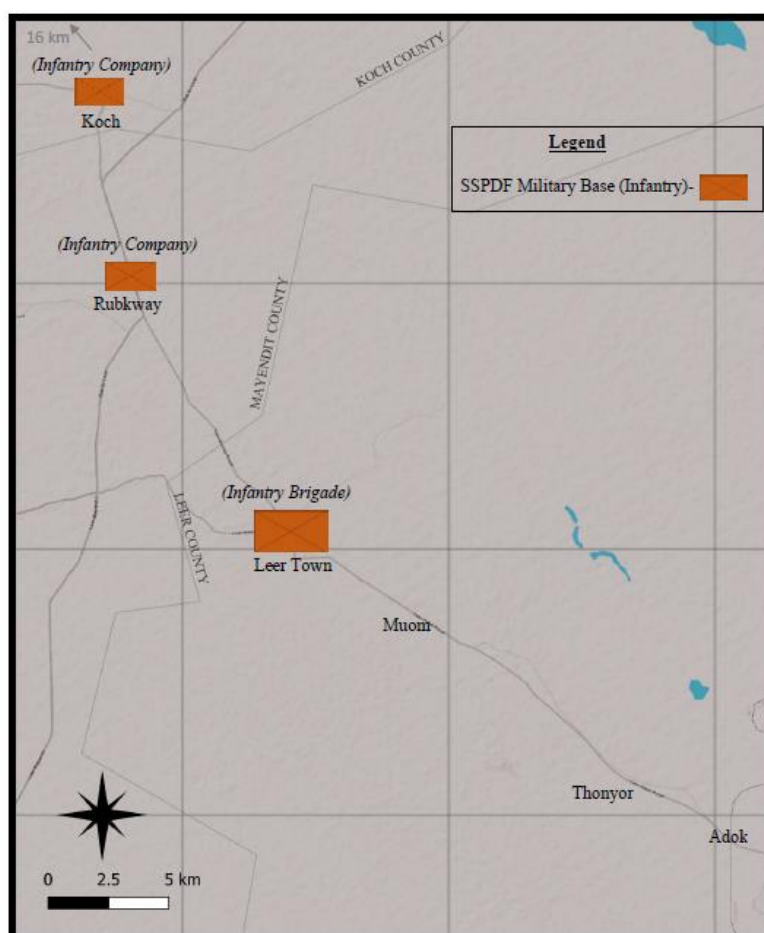 16 km
(Infantry Company)
Koch
KOCH COUNTY
Legend
SSPDF Military Base (Infantry)-
(Infantry Company)
Rubkway
MAYENDIT COUNTY
(Infantry Brigade)
LEER COUNTY
Leer Town
Muom
Thonyor
Adok
0 2.5 5 km